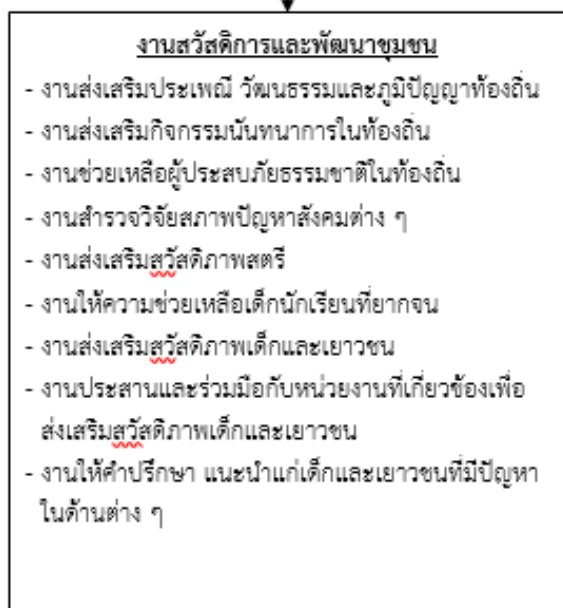 งานสวัสดิการและพัฒนาชุมชน
- งานส่งเสริมประเพณี วัฒนธรรมและภูมิปัญญาท้องถิ่น
- งานส่งเสริมกิจกรรมนันทนาการในท้องถิ่น
- งานช่วยเหลือผู้ประสบภัยธรรมชาติในท้องถิ่น
- งานสำรวจวิจัยสภาพปัญหาสังคมต่าง ๆ
- งานส่งเสริมสวัสดิภาพสตรี
- งานให้ความช่วยเหลือเด็กนักเรียนที่ยากจน
- งานส่งเสริมสวัสดิภาพเด็กและเยาวชน
- งานประสานและร่วมมือกับหน่วยงานที่เกี่ยวข้องเพื่อ
ส่งเสริมสวัสดิภาพเด็กและเยาวชน
- งานให้คำปรึกษา แนะนำแก่เด็กและเยาวชนที่มีปัญหา
ในด้านต่าง ๆ